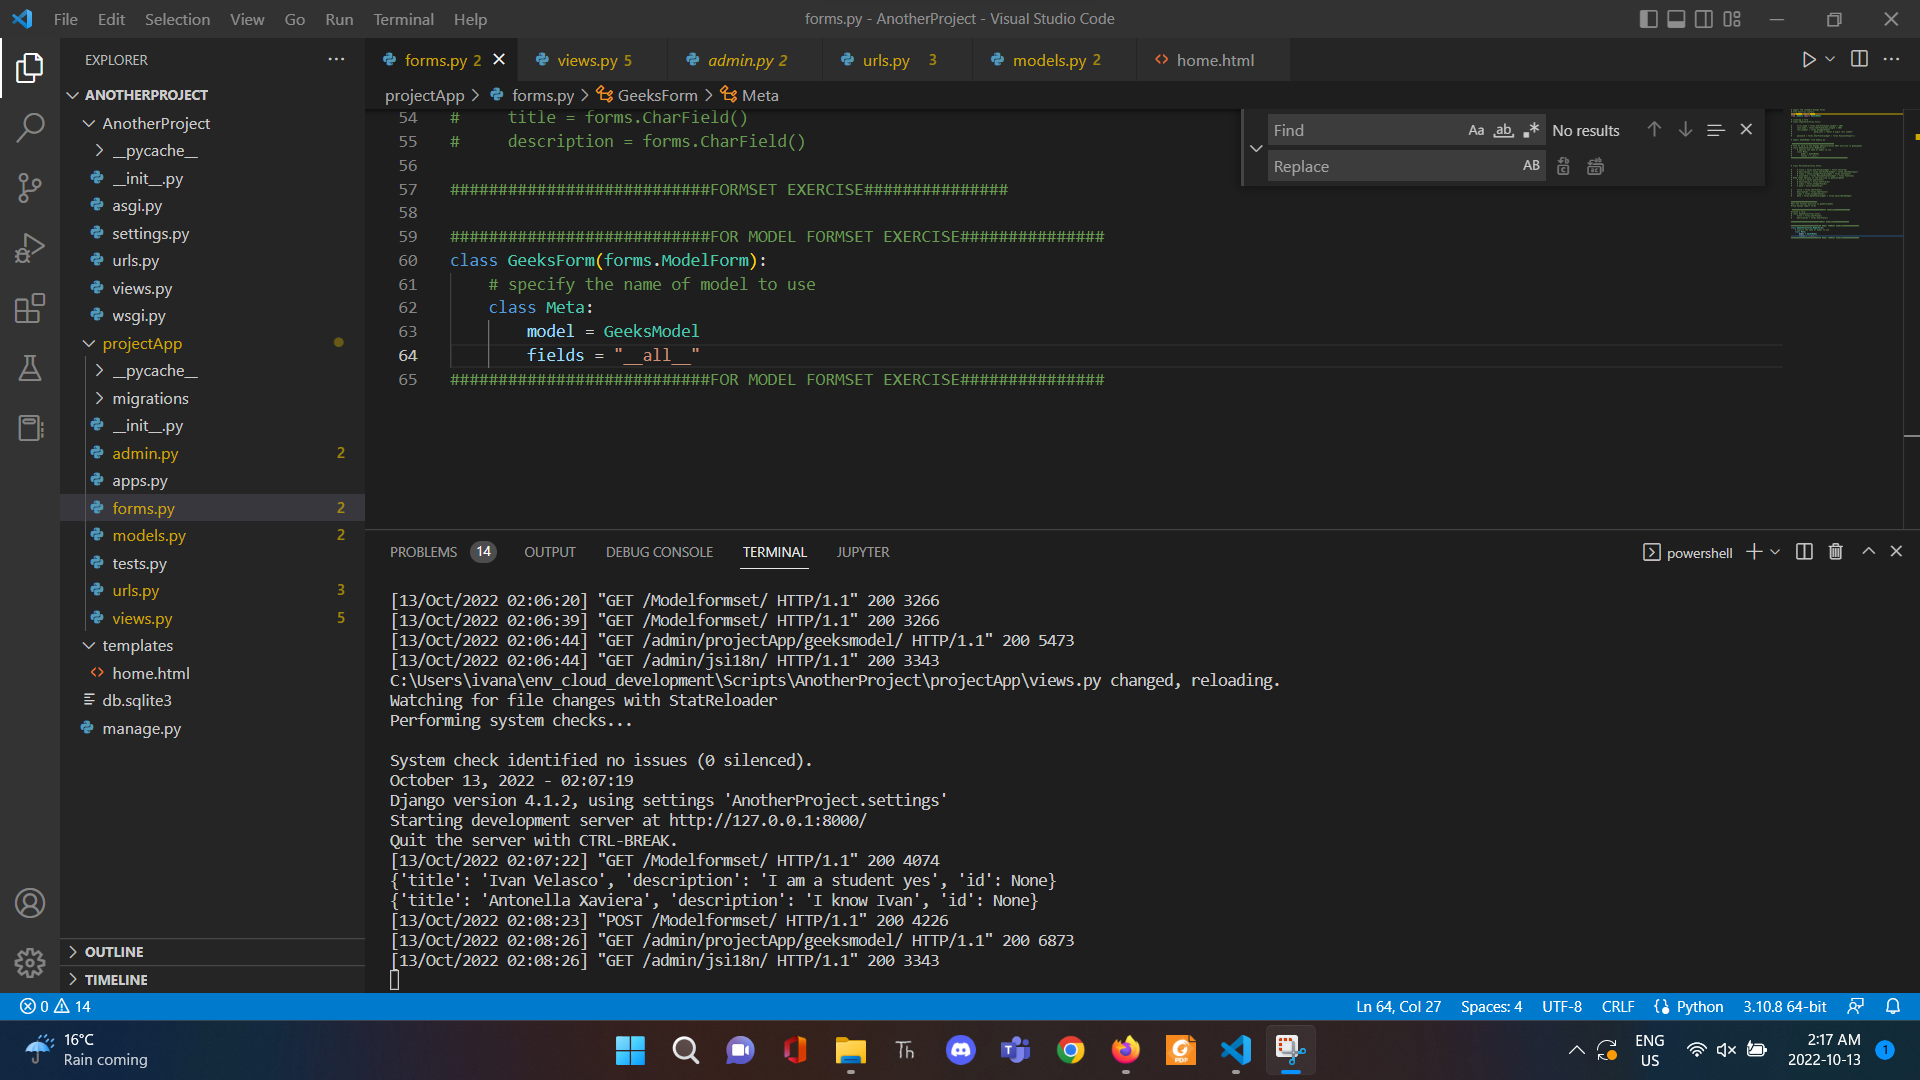 File Edit Selection View Go Run Terminal Help
forms.py - AnotherProject - Visual Studio Code
EXPLORER
ANOTHERPROJECT
AnotherProject
__pycache__
__init__.py
asgi.py
settings.py
urls.py
views.py
wsgi.py
projectApp
__pycache__
migrations
__init__.py
admin.py 2
apps.py
forms.py 2
models.py 2
tests.py
urls.py 3
views.py 5
templates
home.html
db.sqlite3
manage.py
OUTLINE
TIMELINE
forms.py 2
views.py 5
admin.py 2
urls.py 3
models.py 2
home.html
projectApp > forms.py > GeeksForm > Meta
54 #     title = forms.CharField()
55 #     description = forms.CharField()
56
57 ###########################FORMSET EXERCISE###############
58
59 ###########################FOR MODEL FORMSET EXERCISE###############
60 class GeeksForm(forms.ModelForm):
61     # specify the name of model to use
62     class Meta:
63         model = GeeksModel
64         fields = "__all__"
65 ###########################FOR MODEL FORMSET EXERCISE###############
Find Aa ab No results
Replace AB
PROBLEMS 14 OUTPUT DEBUG CONSOLE TERMINAL JUPYTER
powershell
[13/Oct/2022 02:06:20] "GET /Modelformset/ HTTP/1.1" 200 3266
[13/Oct/2022 02:06:39] "GET /Modelformset/ HTTP/1.1" 200 3266
[13/Oct/2022 02:06:44] "GET /admin/projectApp/geeksmodel/ HTTP/1.1" 200 5473
[13/Oct/2022 02:06:44] "GET /admin/jsi18n/ HTTP/1.1" 200 3343
C:\Users\ivana\env_cloud_development\Scripts\AnotherProject\projectApp\views.py changed, reloading.
Watching for file changes with StatReloader
Performing system checks...
System check identified no issues (0 silenced).
October 13, 2022 - 02:07:19
Django version 4.1.2, using settings 'AnotherProject.settings'
Starting development server at http://127.0.0.1:8000/
Quit the server with CTRL-BREAK.
[13/Oct/2022 02:07:22] "GET /Modelformset/ HTTP/1.1" 200 4074
{'title': 'Ivan Velasco', 'description': 'I am a student yes', 'id': None}
{'title': 'Antonella Xaviera', 'description': 'I know Ivan', 'id': None}
[13/Oct/2022 02:08:23] "POST /Modelformset/ HTTP/1.1" 200 4226
[13/Oct/2022 02:08:26] "GET /admin/projectApp/geeksmodel/ HTTP/1.1" 200 6873
[13/Oct/2022 02:08:26] "GET /admin/jsi18n/ HTTP/1.1" 200 3343
0 14
Ln 64, Col 27 Spaces: 4 UTF-8 CRLF Python 3.10.8 64-bit
16°C
Rain coming
Th
PDF
ENG
US
2:17 AM
2022-10-13
1